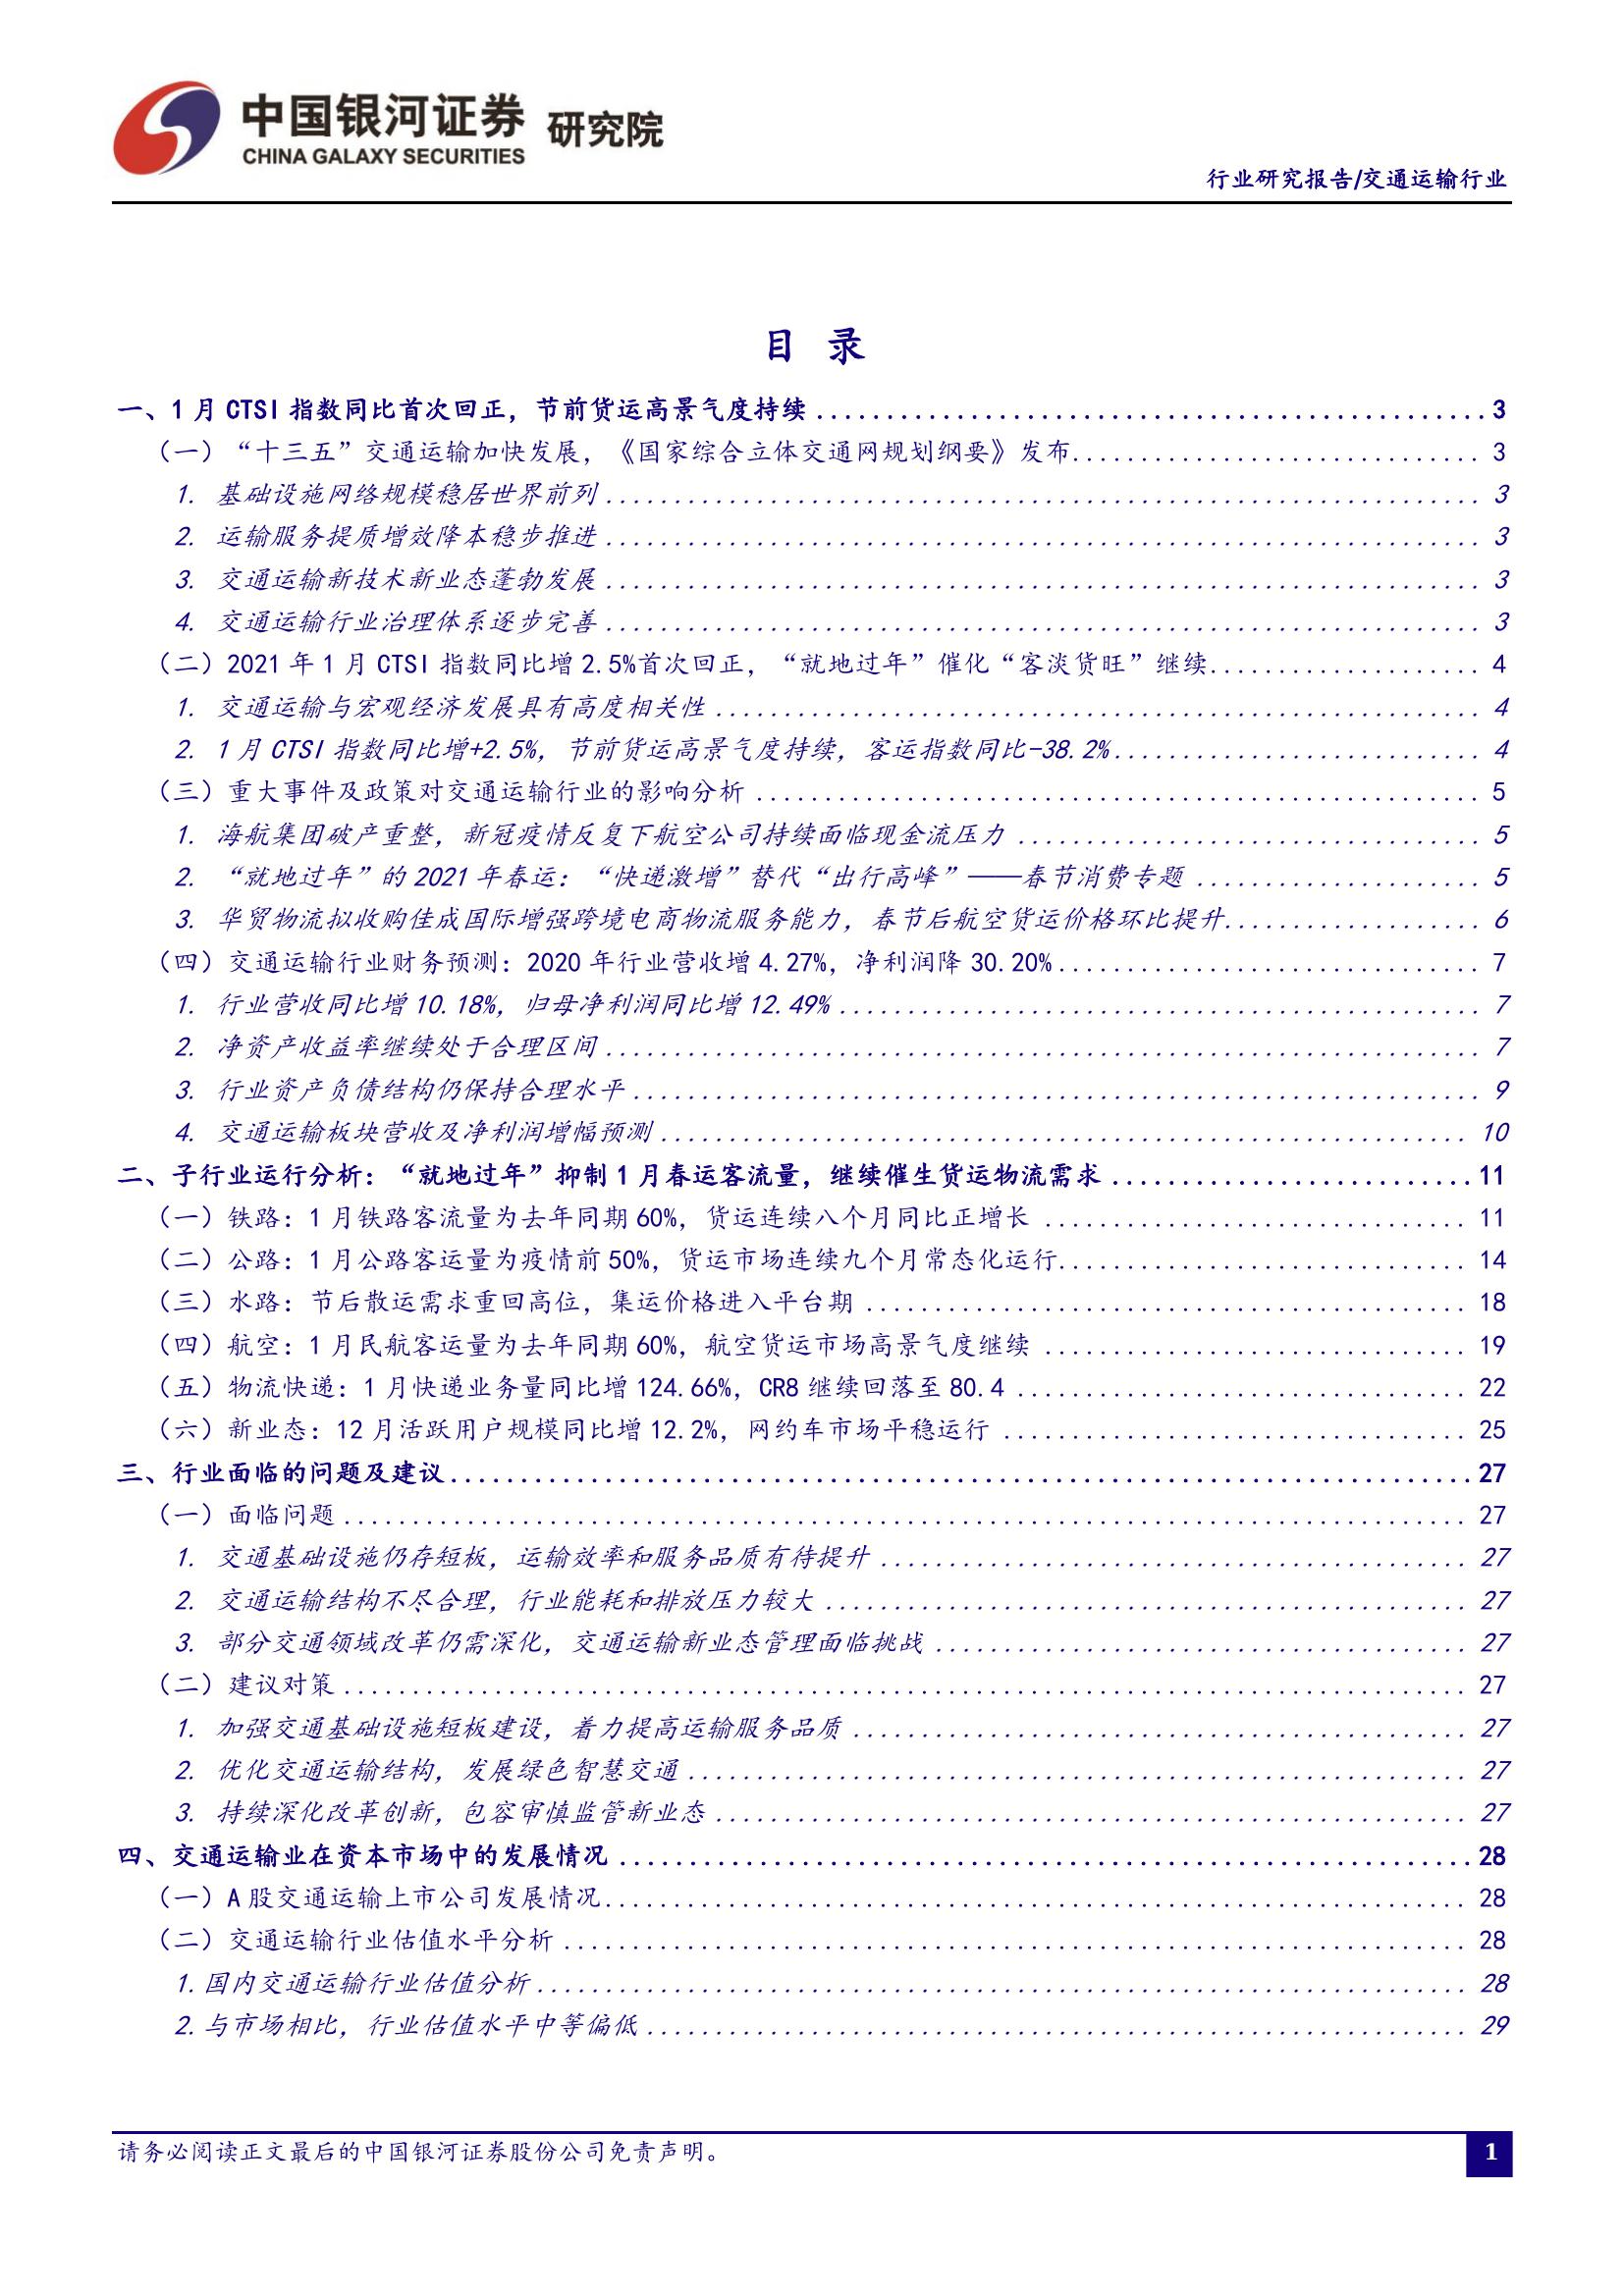 中国银河证券 研究院
CHINA GALAXY SECURITIES
行业研究报告/交通运输行业
目 录
一、1 月 CTSI 指数同比首次回正，节前货运高景气度持续 ........ 3
（一）“十三五”交通运输加快发展，《国家综合立体交通网规划纲要》发布........ 3
1. 基础设施网络规模稳居世界前列 ........ 3
2. 运输服务提质增效降本稳步推进 ........ 3
3. 交通运输新技术新业态蓬勃发展 ........ 3
4. 交通运输行业治理体系逐步完善 ........ 3
（二）2021 年 1 月 CTSI 指数同比增 2.5%首次回正，“就地过年”催化“客淡货旺”继续........ 4
1. 交通运输与宏观经济发展具有高度相关性 ........ 4
2. 1 月 CTSI 指数同比增+2.5%，节前货运高景气度持续，客运指数同比-38.2%........ 4
（三）重大事件及政策对交通运输行业的影响分析 ........ 5
1. 海航集团破产重整，新冠疫情反复下航空公司持续面临现金流压力 ........ 5
2. “就地过年”的 2021 年春运：“快递激增”替代“出行高峰”——春节消费专题 ........ 5
3. 华贸物流拟收购佳成国际增强跨境电商物流服务能力，春节后航空货运价格环比提升........ 6
（四）交通运输行业财务预测：2020 年行业营收增 4.27%，净利润降 30.20%........ 7
1. 行业营收同比增 10.18%，归母净利润同比增 12.49% ........ 7
2. 净资产收益率继续处于合理区间 ........ 7
3. 行业资产负债结构仍保持合理水平 ........ 9
4. 交通运输板块营收及净利润增幅预测 ........ 10
二、子行业运行分析：“就地过年”抑制 1 月春运客流量，继续催生货运物流需求 ........ 11
（一）铁路：1 月铁路客流量为去年同期 60%，货运连续八个月同比正增长 ........ 11
（二）公路：1 月公路客运量为疫情前 50%，货运市场连续九个月常态化运行........ 14
（三）水路：节后散运需求重回高位，集运价格进入平台期 ........ 18
（四）航空：1 月民航客运量为去年同期 60%，航空货运市场高景气度继续 ........ 19
（五）物流快递：1 月快递业务量同比增 124.66%，CR8 继续回落至 80.4 ........ 22
（六）新业态：12 月活跃用户规模同比增 12.2%，网约车市场平稳运行 ........ 25
三、行业面临的问题及建议........ 27
（一）面临问题 ........ 27
1. 交通基础设施仍存短板，运输效率和服务品质有待提升 ........ 27
2. 交通运输结构不尽合理，行业能耗和排放压力较大 ........ 27
3. 部分交通领域改革仍需深化，交通运输新业态管理面临挑战 ........ 27
（二）建议对策 ........ 27
1. 加强交通基础设施短板建设，着力提高运输服务品质 ........ 27
2. 优化交通运输结构，发展绿色智慧交通 ........ 27
3. 持续深化改革创新，包容审慎监管新业态 ........ 27
四、交通运输业在资本市场中的发展情况 ........ 28
（一）A 股交通运输上市公司发展情况........ 28
（二）交通运输行业估值水平分析 ........ 28
1.国内交通运输行业估值分析........ 28
2.与市场相比，行业估值水平中等偏低 ........ 29
请务必阅读正文最后的中国银河证券股份公司免责声明。
1